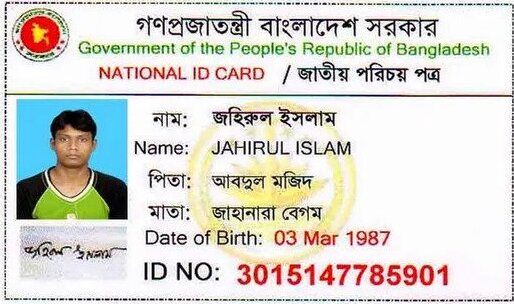 গণপ্রজাতন্ত্রী বাংলাদেশ সরকার
Government of the People's Republic of Bangladesh
NATIONAL ID CARD / জাতীয় পরিচয় পত্র
নাম: জহিরুল ইসলাম
Name: JAHIRUL ISLAM
পিতা: আবদুল মজিদ
মাতা: জাহানারা বেগম
জহিরুল ইসলাম
Date of Birth: 03 Mar 1987
ID NO: 3015147785901